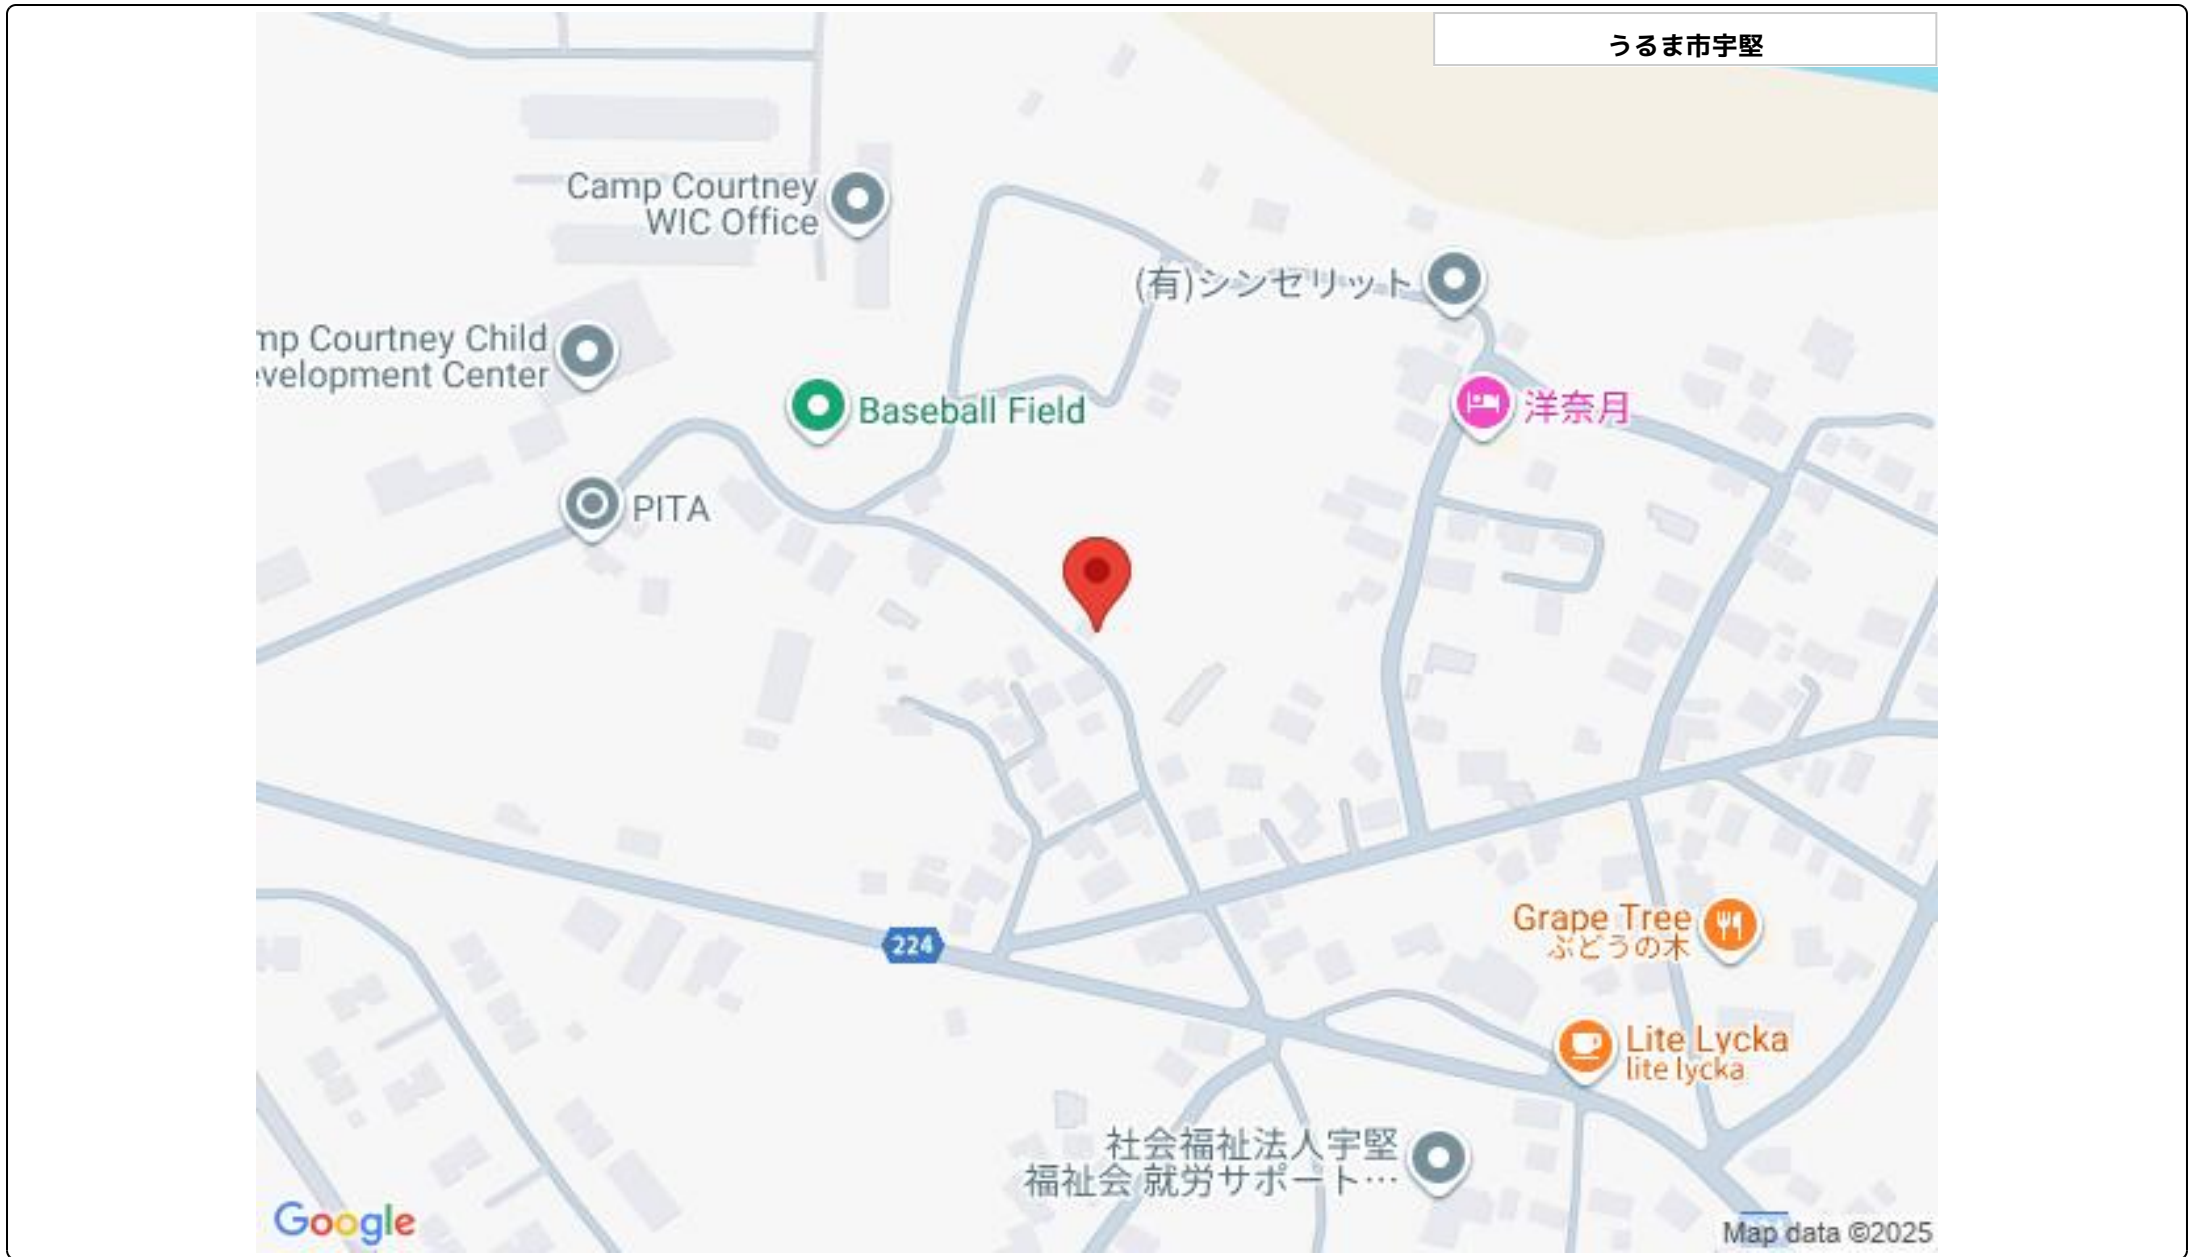 うるま市宇堅
Camp Courtney
WIC Office
(有)シンセリット
mp Courtney Child
evelopment Center
Baseball Field
洋奈月
PITA
224
Grape Tree
ぶどうの木
Lite Lycka
lite lycka
社会福祉法人宇堅
福祉会 就労サポート…
Google
Map data ©2025